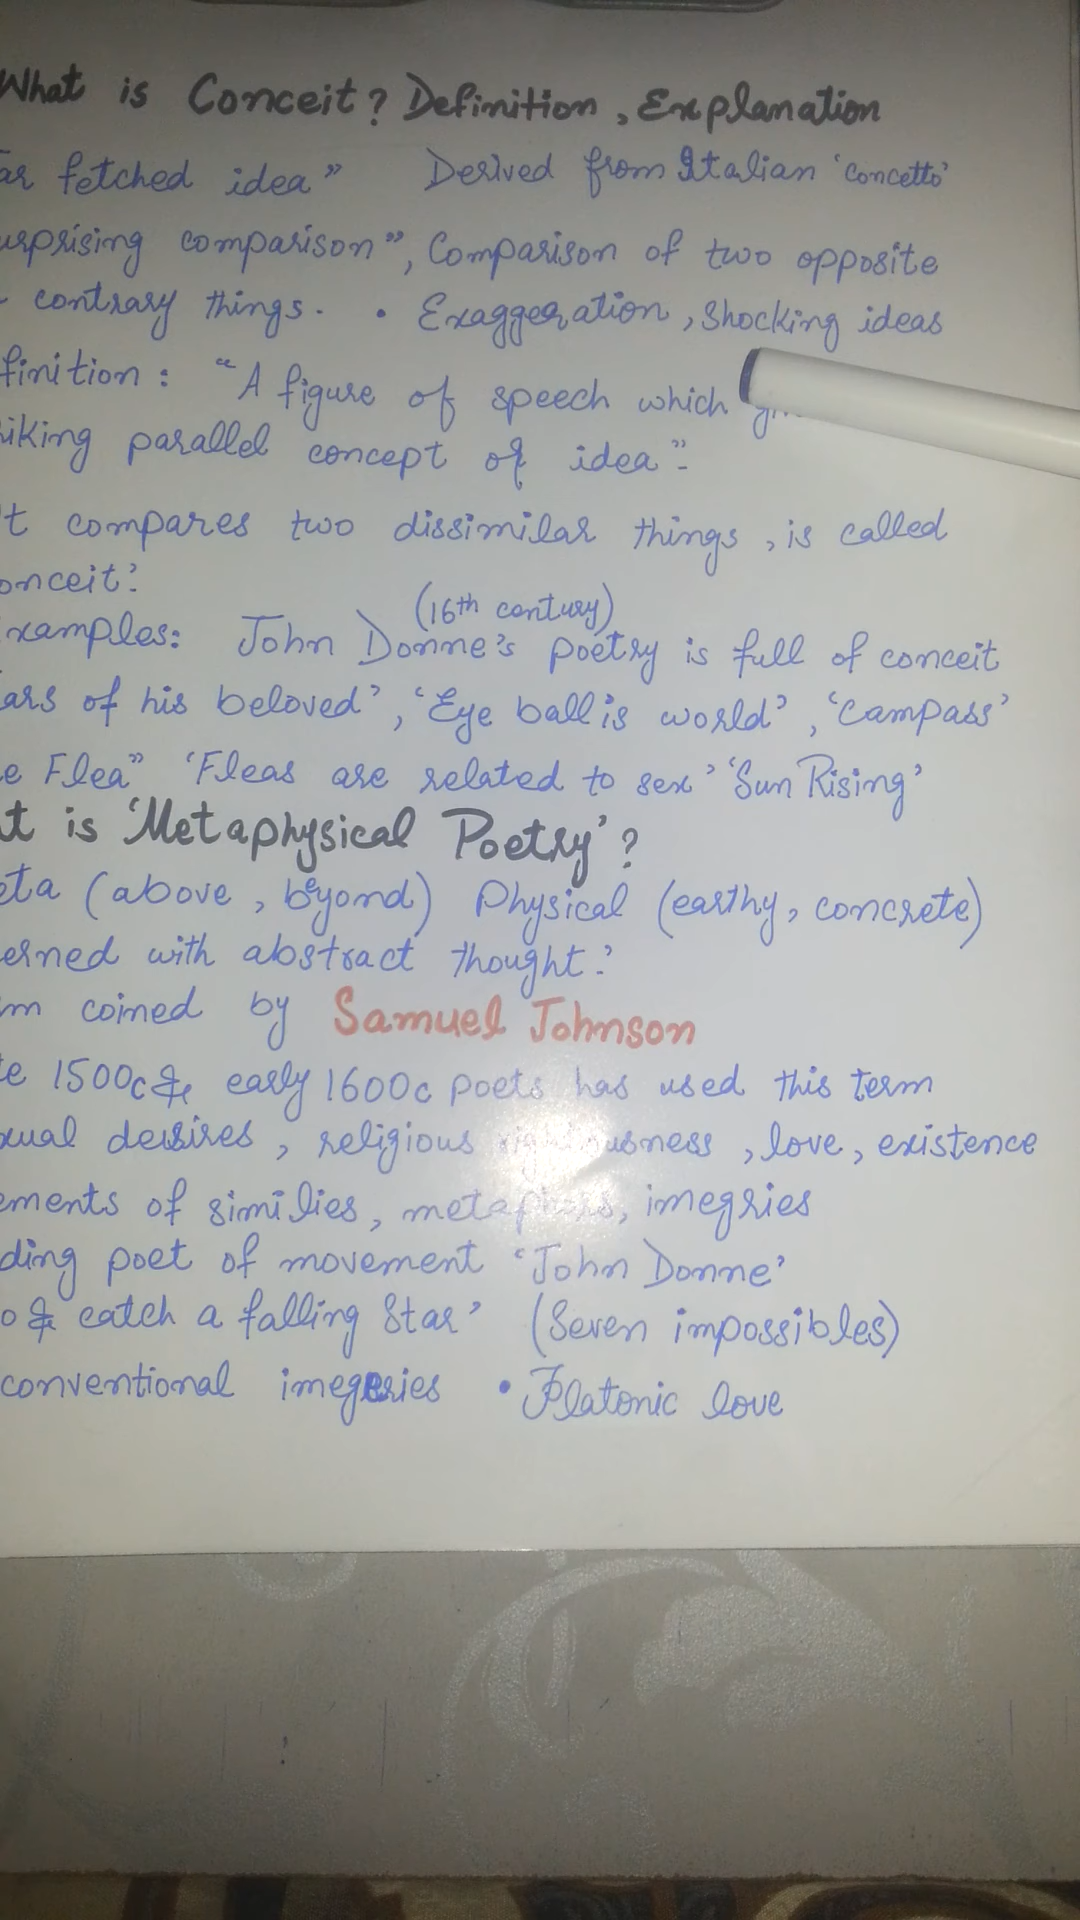 What is Conceit? Definition, Explanation
fetched idea" Derived from Italian 'Concetto'
comparison", Comparison of two opposite
contrary things. • Exaggeration, Shocking ideas
finition: "A figure of speech which
parallel concept of idea".
compares two dissimilar things, is called
onceit'.
(16th century)
xamples: John Donne's poetry is full of conceit
ars of his beloved', 'Eye ball is world', 'Campass'
e Flea" 'Fleas are related to sex' 'Sun Rising'
t is 'Metaphysical Poetry'?
eta (above, beyond) Physical (earthy, concrete)
erned with abstract thought.'
m coined by Samuel Johnson
te 1500c & early 1600c poets has used this term
xual desires, religious, love, existence
ements of similies, metaphors, imegries
ding poet of movement 'John Donne'
o & catch a falling Star' (Seven impossibles)
conventional imegeries • Platonic love